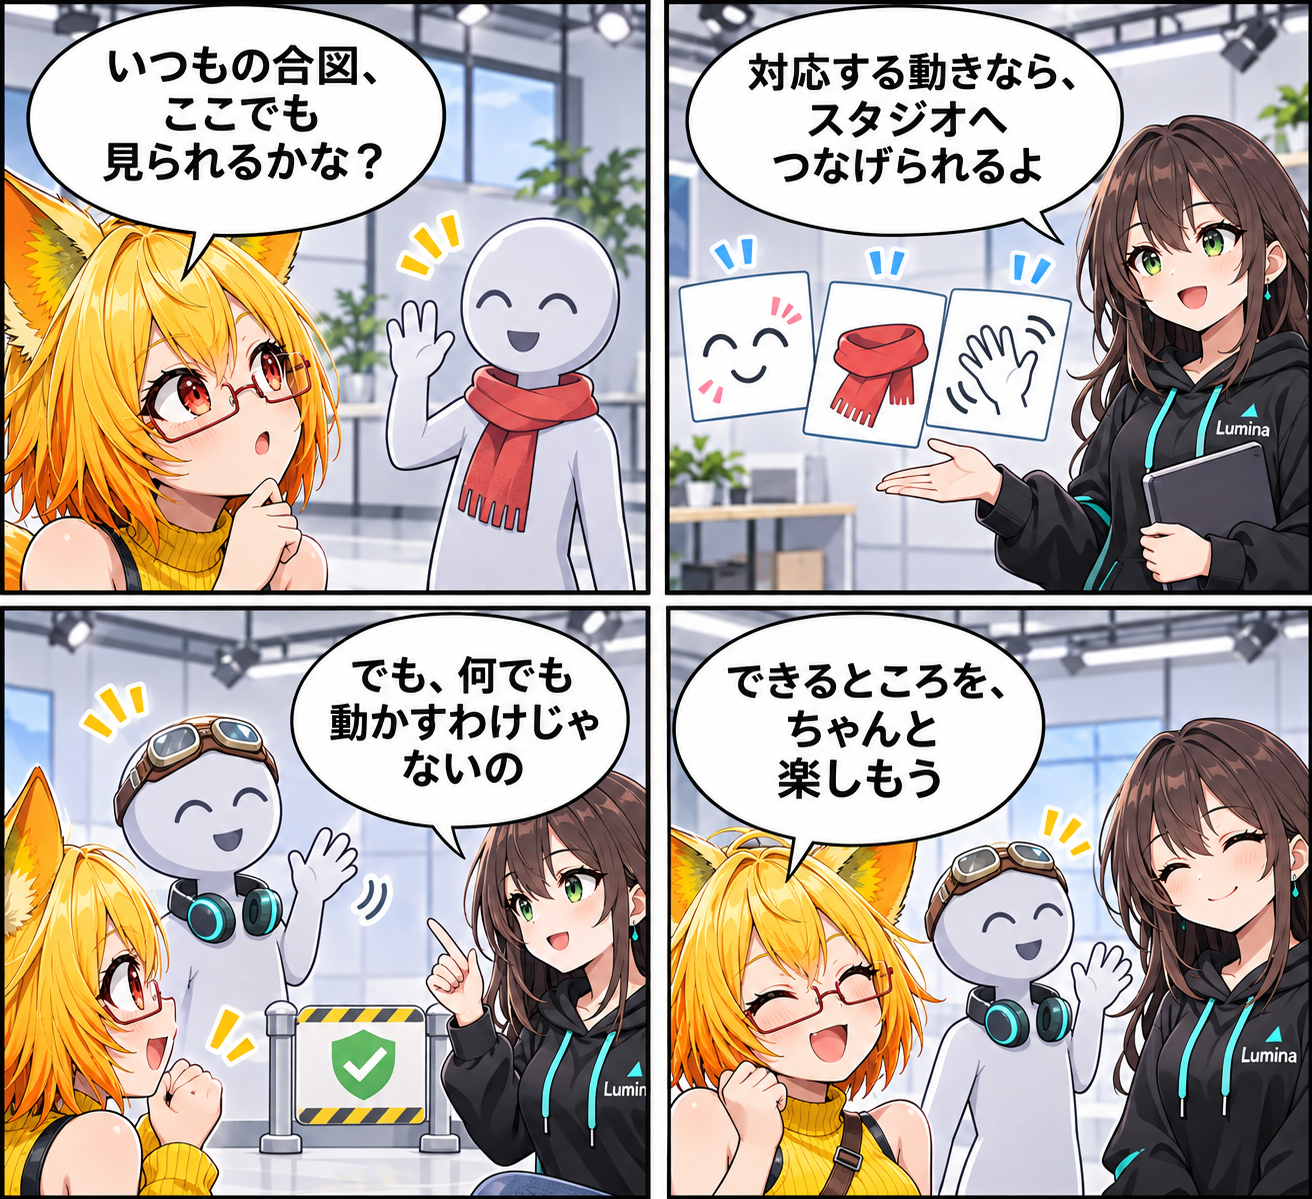 いつもの合図、
ここでも
見られるかな？
対応する動きなら、
スタジオへ
つなげられるよ
Lumina
でも、何でも
動かすわけじゃ
ないの
Lumin
できるところを、
ちゃんと
楽しもう
Lumina